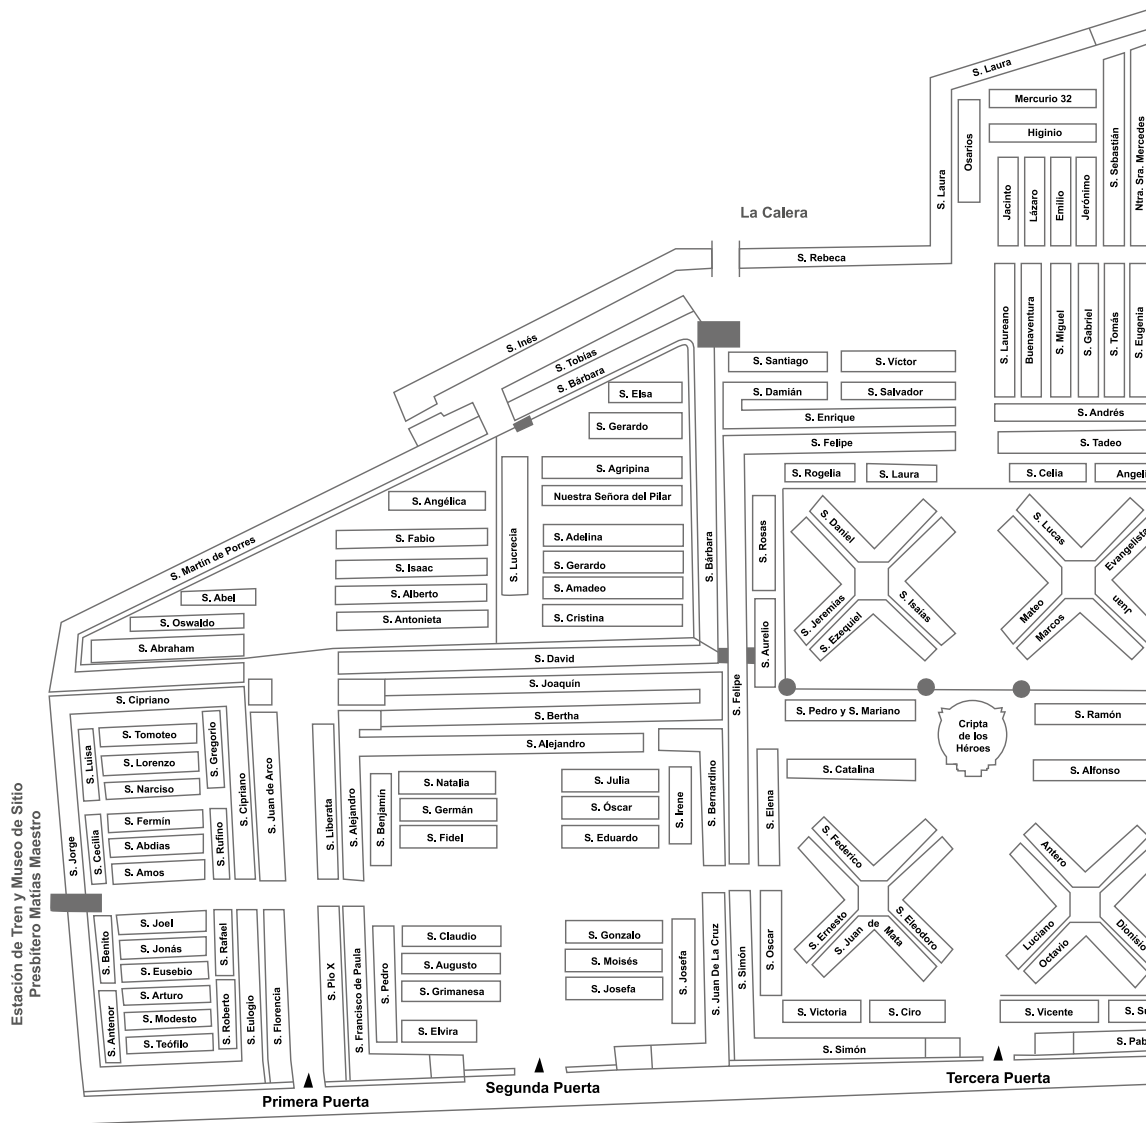 S. Laura
Mercurio 32
Higinio
Osarios
S. Laura
Jacinto
Lázaro
Emilio
Jerónimo
S. Sebastián
Ntra. Sra. Mercedes
La Calera
S. Rebeca
S. Laureano
Buenaventura
S. Miguel
S. Gabriel
S. Tomás
S. Eugenia
S. Inés
S. Tobías
S. Bárbara
S. Santiago
S. Victor
S. Damián
S. Salvador
S. Enrique
S. Felipe
S. Andrés
S. Tadeo
S. Elsa
S. Gerardo
S. Agripina
Nuestra Señora del Pilar
S. Rogelia
S. Laura
S. Celia
Angeli
S. Angélica
S. Fabio
S. Isaac
S. Alberto
S. Antonieta
S. Lucrecia
S. Adelina
S. Gerardo
S. Amadeo
S. Cristina
S. Bárbara
S. Rosas
S. Aurelio
S. Daniel
S. Jeremias
S. Ezequiel
S. Isaías
S. Lucas
Evangelista
Mateo
Marcos
Juan
S. Martín de Porres
S. Abel
S. Oswaldo
S. Abraham
S. David
S. Joaquín
S. Bertha
S. Alejandro
S. Felipe
S. Pedro y S. Mariano
Cripta
de los
Héroes
S. Ramón
S. Catalina
S. Alfonso
S. Cipriano
S. Luisa
S. Tomoteo
S. Lorenzo
S. Narciso
S. Gregorio
S. Cipriano
S. Juan de Arco
S. Liberata
S. Alejandro
S. Benjamín
S. Natalia
S. Germán
S. Fidel
S. Julia
S. Óscar
S. Eduardo
S. Irene
S. Bernardino
S. Elena
Estación de Tren y Museo de Sitio
Presbítero Matías Maestro
S. Jorge
S. Cecilia
S. Fermín
S. Abdias
S. Amos
S. Rufino
S. Federico
S. Ernesto
S. Juan de Mata
S. Eleodoro
Antero
Luciano
Octavio
Dionisio
S. Benito
S. Joel
S. Jonás
S. Eusebio
S. Rafael
S. Antenor
S. Arturo
S. Modesto
S. Teófilo
S. Roberto
S. Eulogio
S. Florencia
S. Pio X
S. Francisco de Paula
S. Pedro
S. Claudio
S. Augusto
S. Grimanesa
S. Elvira
S. Gonzalo
S. Moisés
S. Josefa
S. Josefa
S. Juan De La Cruz
S. Simón
S. Oscar
S. Victoria
S. Ciro
S. Vicente
S. Su
S. Simón
S. Pab
Primera Puerta
Segunda Puerta
Tercera Puerta